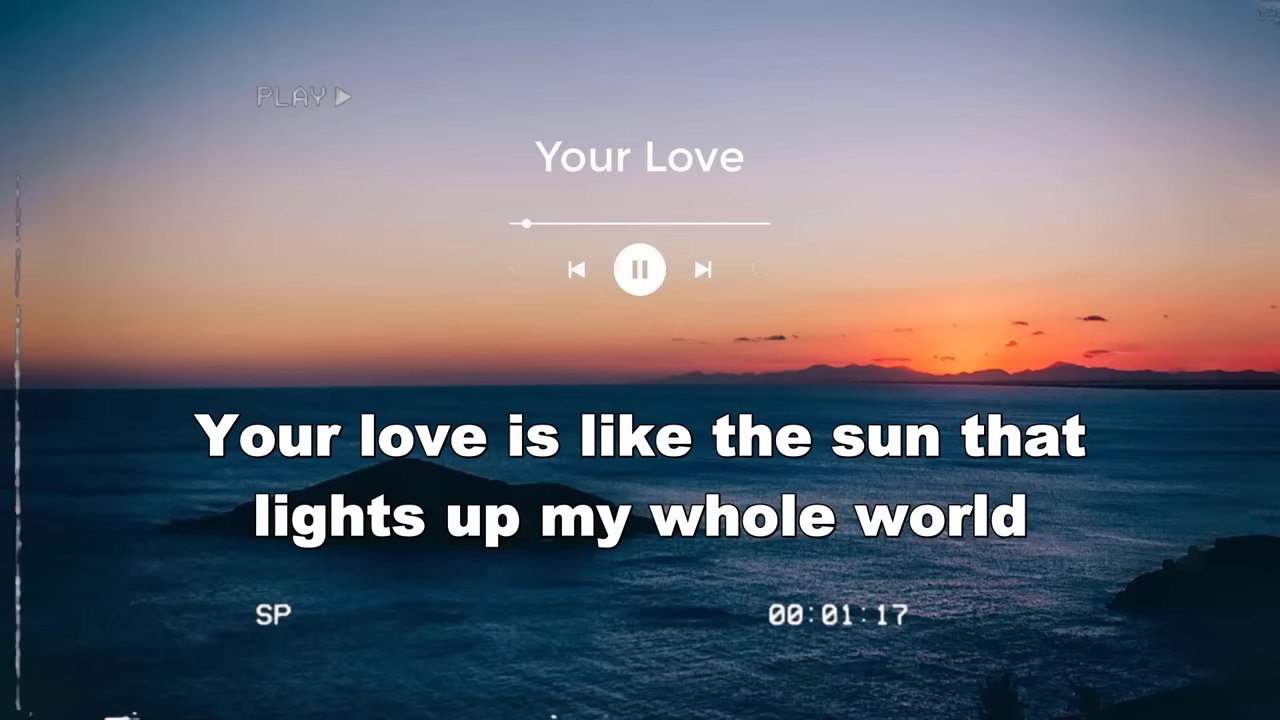 PLAY
Your Love
Your love is like the sun that
lights up my whole world
SP
00:01:17